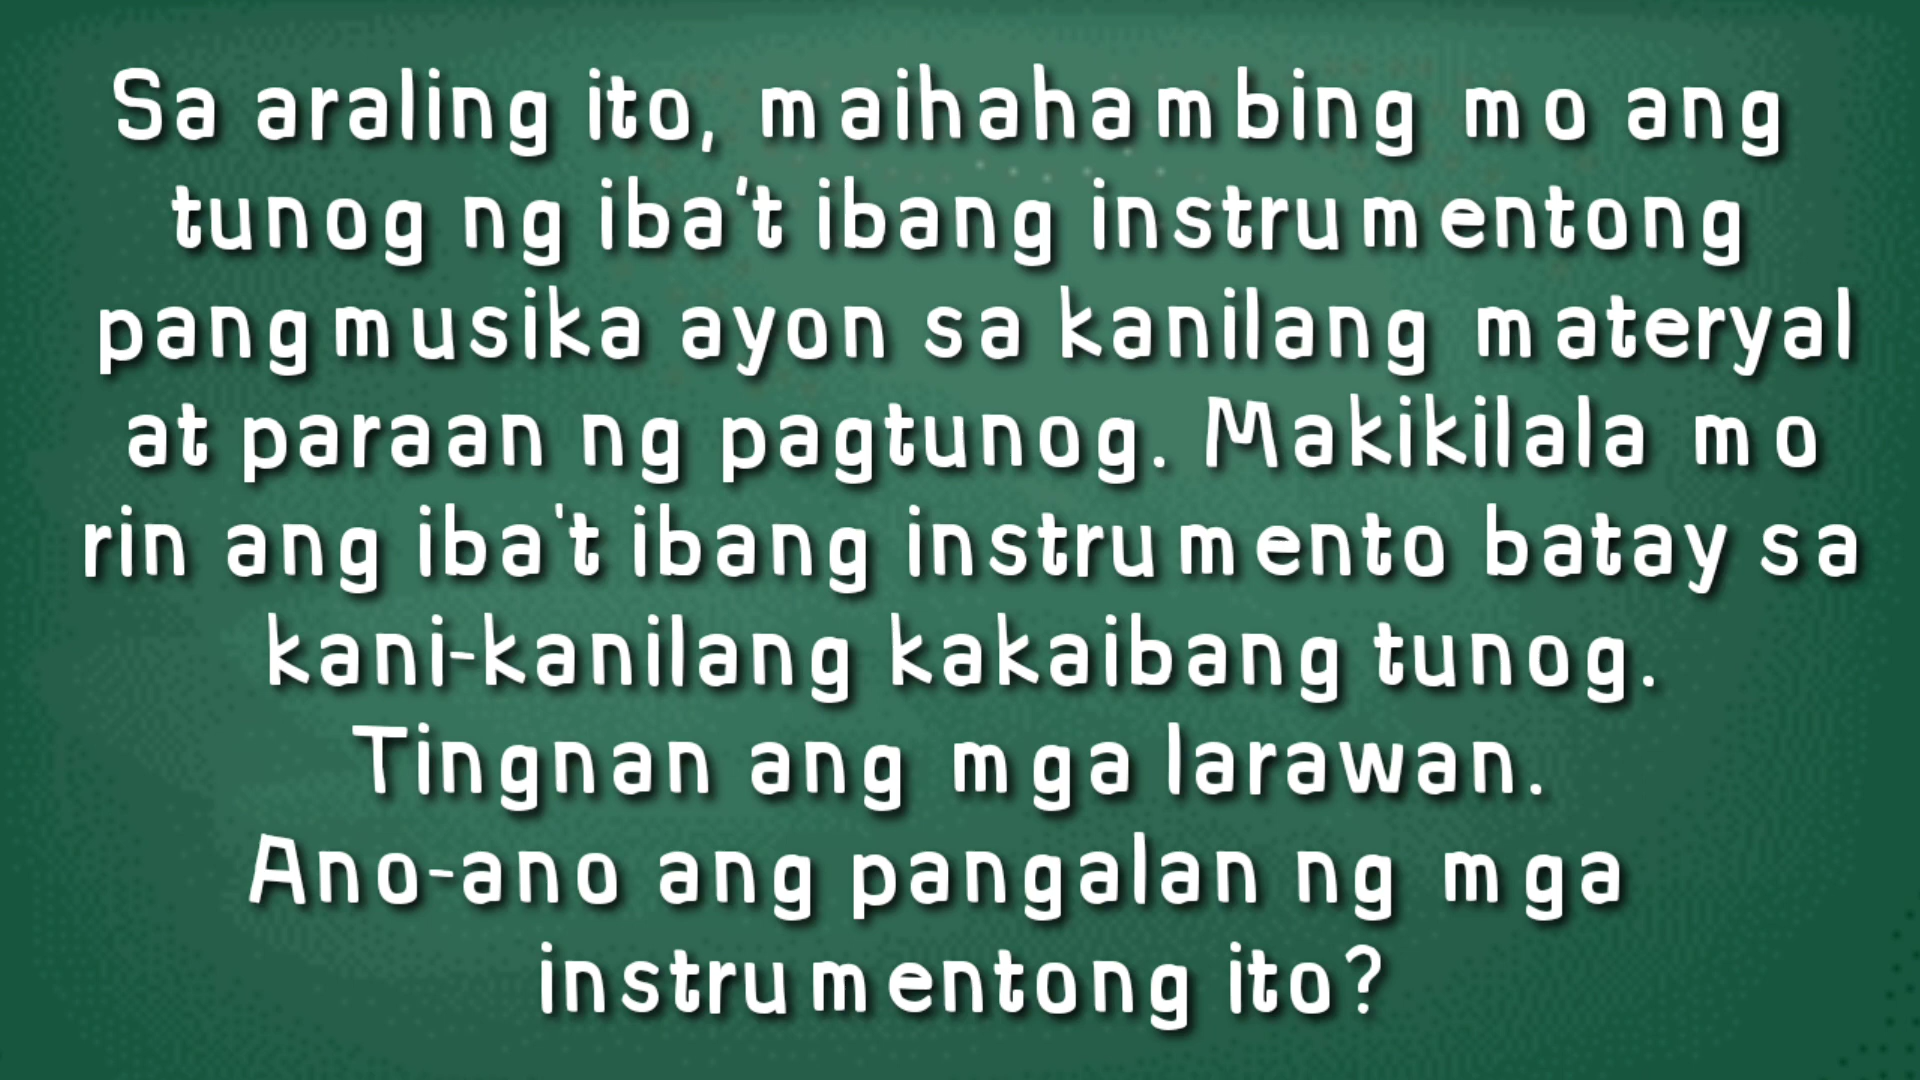 Sa araling ito, maihahambing mo ang
tunog ng iba't ibang instrumentong
pangmusika ayon sa kanilang materyal
at paraan ng pagtunog. Makikilala mo
rin ang iba't ibang instrumento batay sa
kani-kanilang kakaibang tunog.
Tingnan ang mga larawan.
Ano-ano ang pangalan ng mga
instrumentong ito?